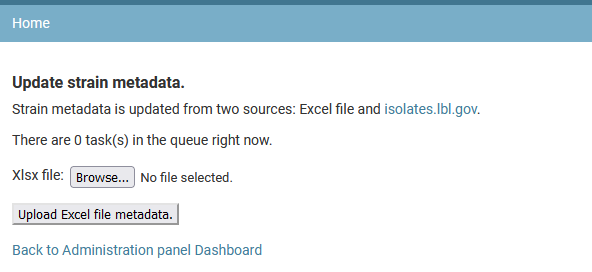 Home
Update strain metadata.
Strain metadata is updated from two sources: Excel file and isolates.lbl.gov.
There are 0 task(s) in the queue right now.
Xlsx file: Browse... No file selected.
Upload Excel file metadata.
Back to Administration panel Dashboard